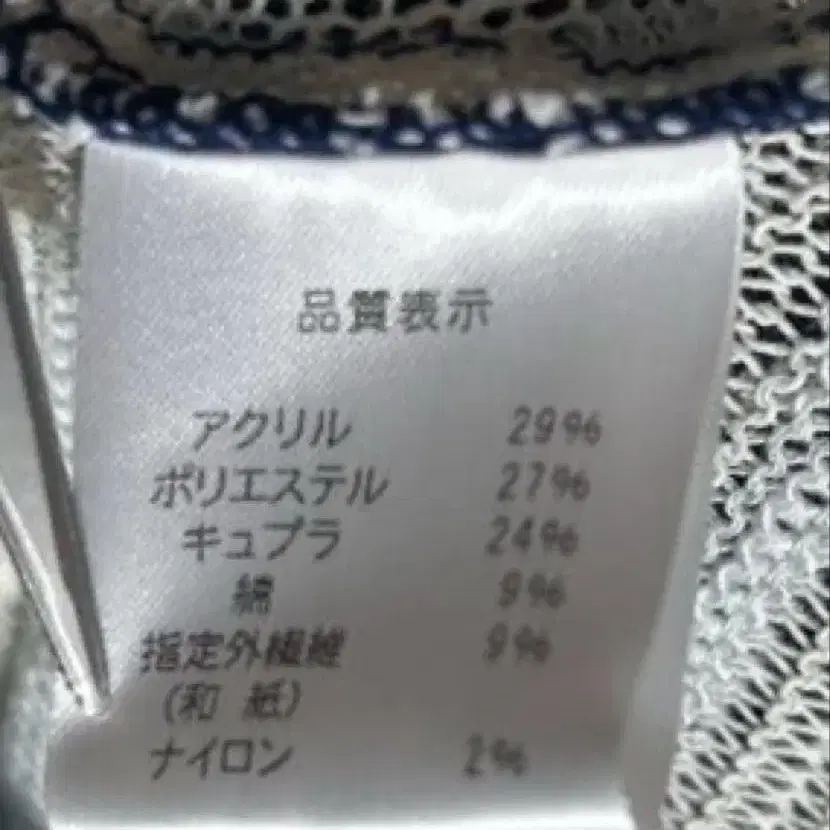 品質表示
アクリル 29%
ポリエステル 27%
キュプラ 24%
綿 9%
指定外繊維 9%
(和 紙)
ナイロン 2%